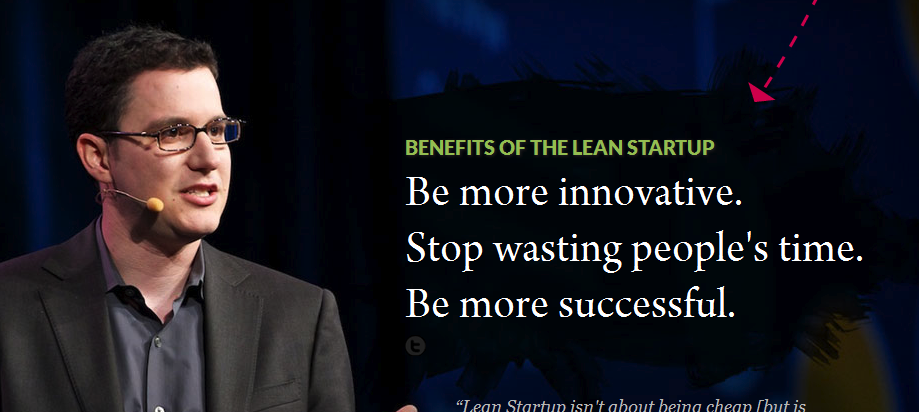 BENEFITS OF THE LEAN STARTUP
Be more innovative.
Stop wasting people's time.
Be more successful.
“Lean Startup isn't about being cheap [but is